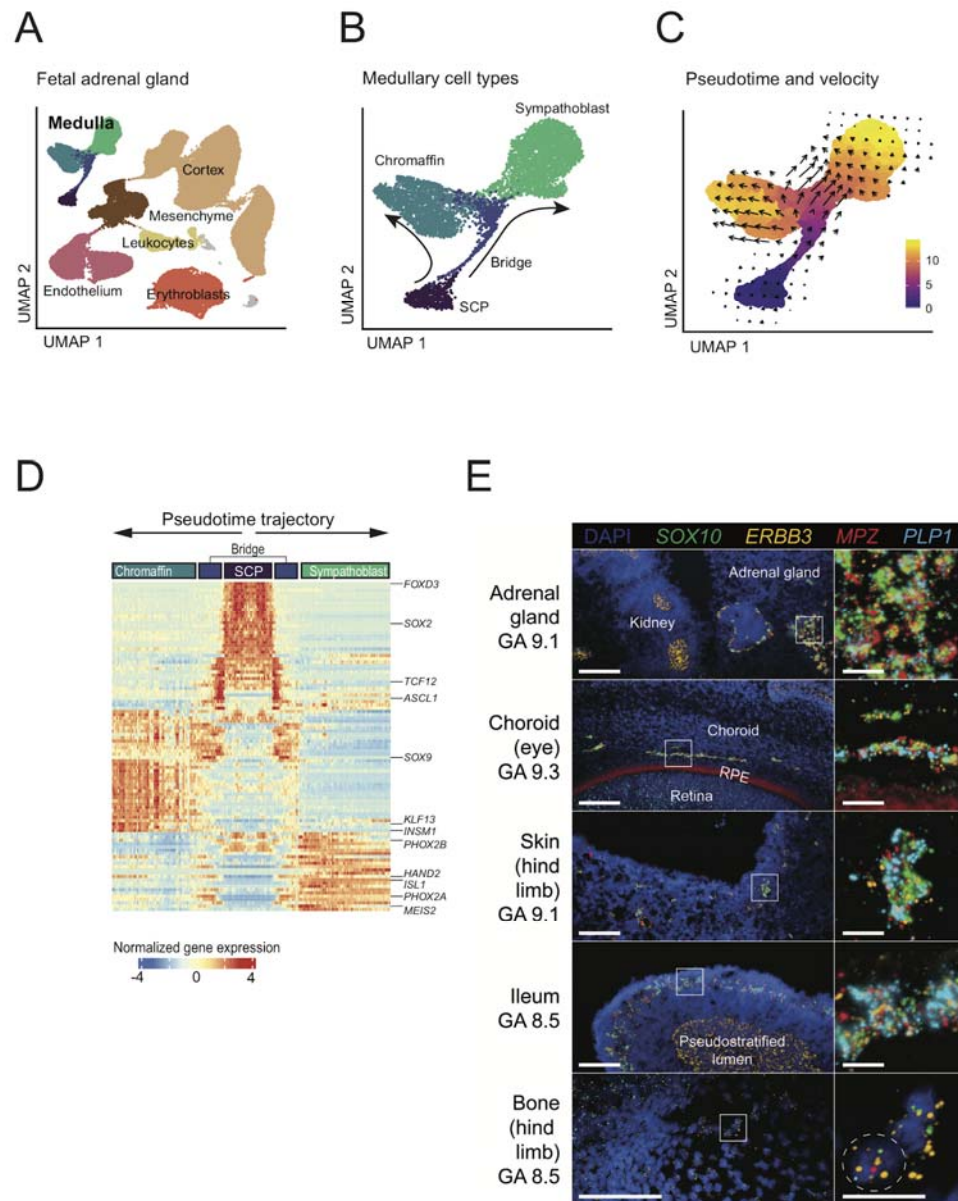 A
Fetal adrenal gland
Medulla
Cortex
Mesenchyme
Leukocytes
Endothelium
Erythroblasts
UMAP 2
UMAP 1
B
Medullary cell types
Sympathoblast
Chromaffin
Bridge
SCP
UMAP 2
UMAP 1
C
Pseudotime and velocity
10
5
0
UMAP 2
UMAP 1
D
Pseudotime trajectory
Bridge
Chromaffin SCP Sympathoblast
FOXD3
SOX2
TCF12
ASCL1
SOX9
KLF13
INSM1
PHOX2B
HAND2
ISL1
PHOX2A
MEIS2
Normalized gene expression
-4 0 4
E
DAPI SOX10 ERBB3 MPZ PLP1
Adrenal
gland
GA 9.1
Kidney
Adrenal gland
Choroid
(eye)
GA 9.3
Choroid
RPE
Retina
Skin
(hind
limb)
GA 9.1
Ileum
GA 8.5
Pseudostratified
lumen
Bone
(hind
limb)
GA 8.5